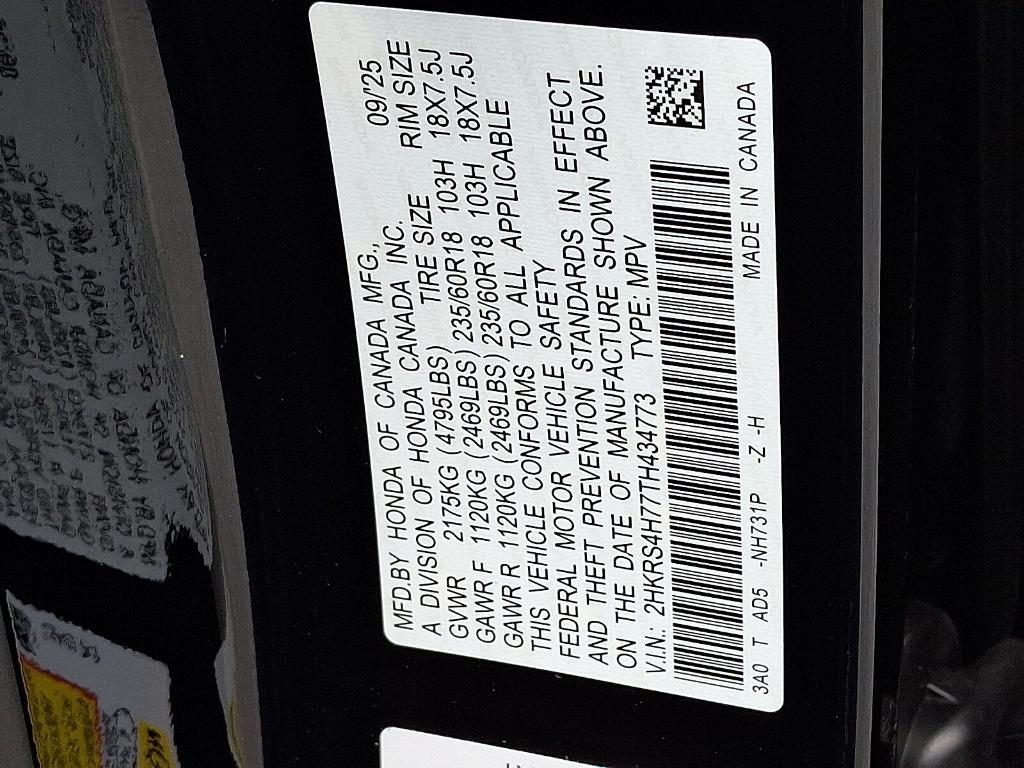 MFD.BY HONDA OF CANADA MFG., 09/'25
A DIVISION OF HONDA CANADA INC.
TIRE SIZE RIM SIZE
GVWR 2175KG (4795LBS)
GAWR F 1120KG (2469LBS) 235/60R18 103H 18X7.5J
GAWR R 1120KG (2469LBS) 235/60R18 103H 18X7.5J
THIS VEHICLE CONFORMS TO ALL APPLICABLE
FEDERAL MOTOR VEHICLE SAFETY
AND THEFT PREVENTION STANDARDS IN EFFECT
ON THE DATE OF MANUFACTURE SHOWN ABOVE.
V.I.N.: 2HKRS4H77TH434773 TYPE: MPV
3A0 T AD5 -NH731P -Z -H MADE IN CANADA